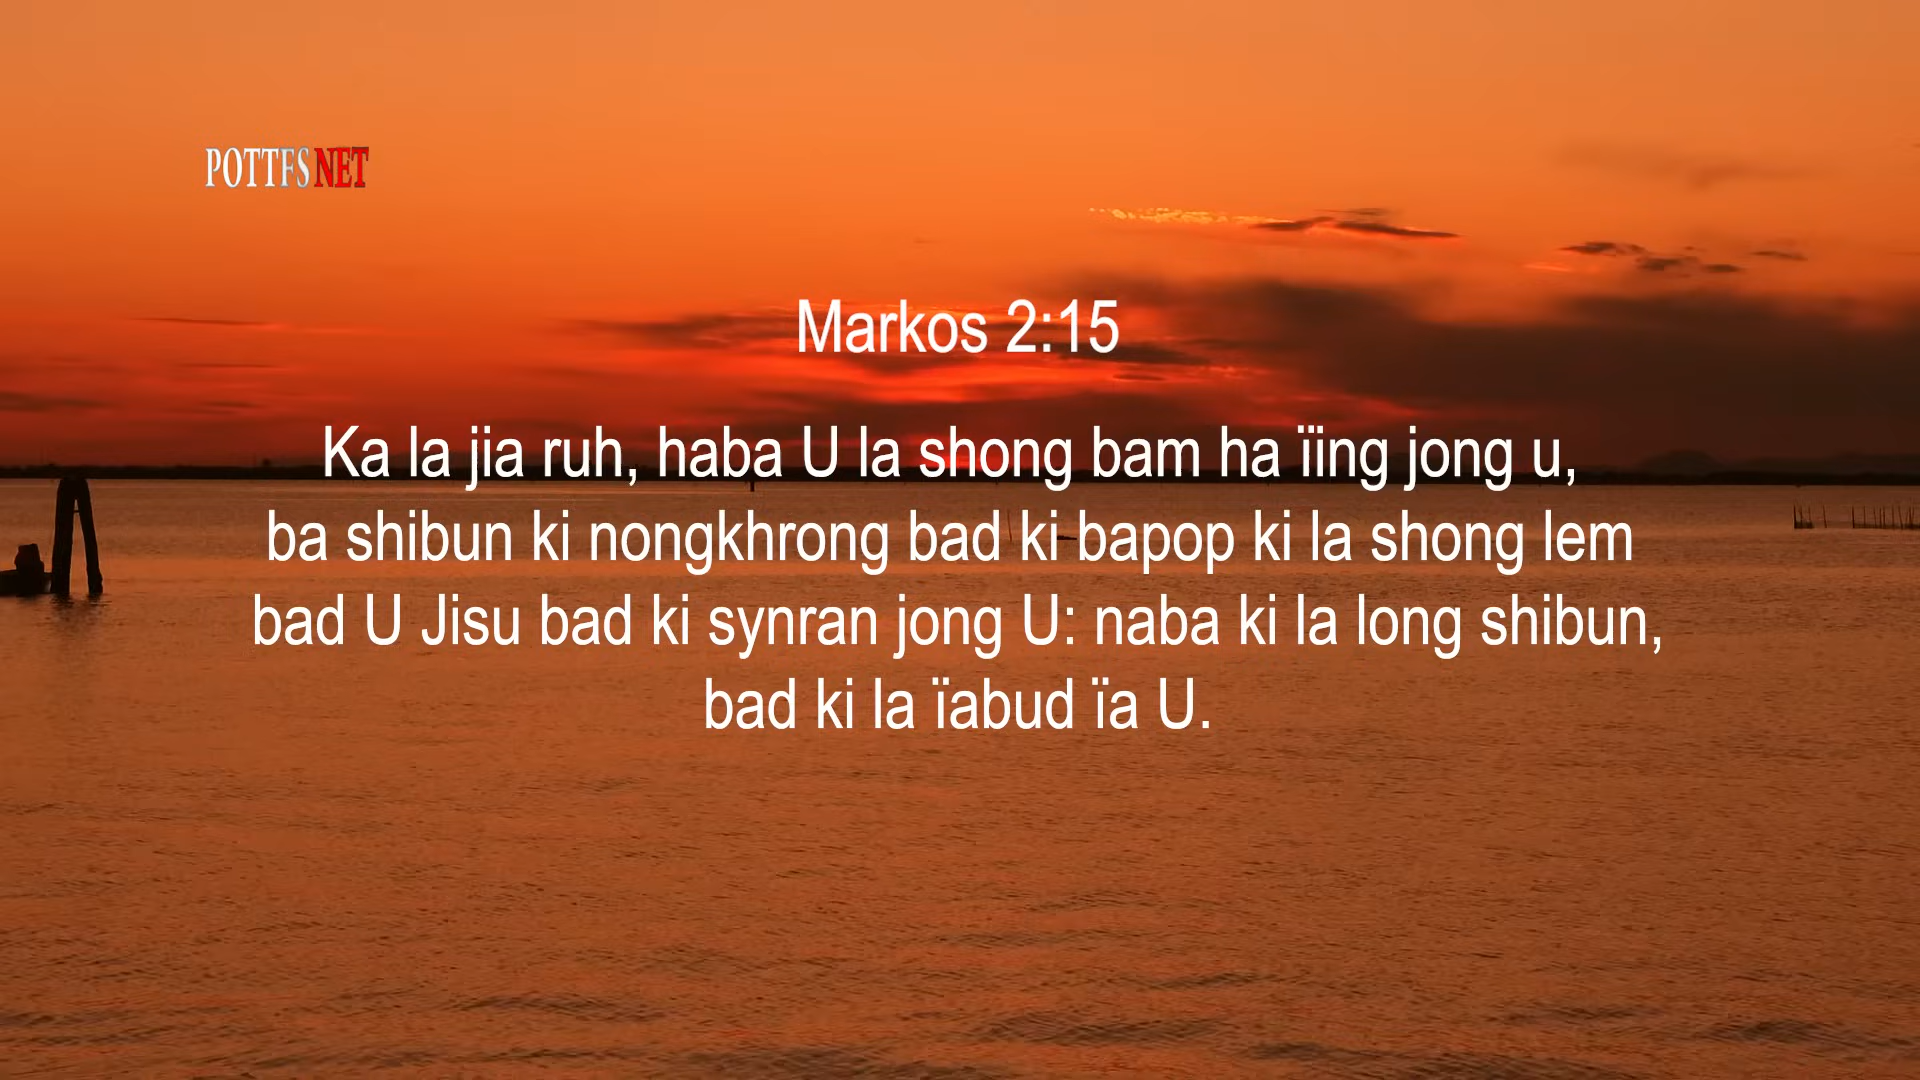 POTTFSNET
Markos 2:15
Ka la jia ruh, haba U la shong bam ha ïing jong u,
ba shibun ki nongkhrong bad ki bapop ki la shong lem
bad U Jisu bad ki synran jong U: naba ki la long shibun,
bad ki la ïabud ïa U.